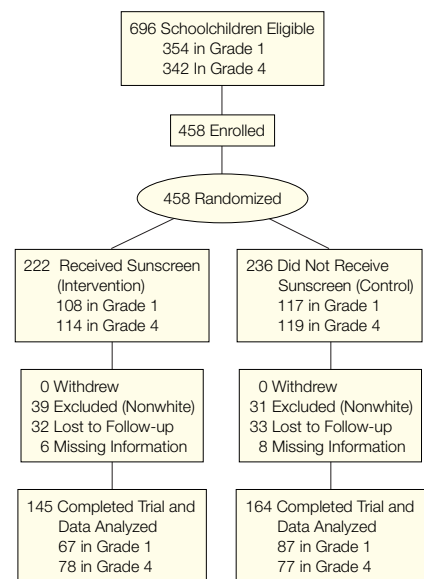 696 Schoolchildren Eligible
354 in Grade 1
342 In Grade 4
458 Enrolled
458 Randomized
222 Received Sunscreen
(Intervention)
108 in Grade 1
114 in Grade 4
236 Did Not Receive
Sunscreen (Control)
117 in Grade 1
119 in Grade 4
0 Withdrew
39 Excluded (Nonwhite)
32 Lost to Follow-up
6 Missing Information
0 Withdrew
31 Excluded (Nonwhite)
33 Lost to Follow-up
8 Missing Information
145 Completed Trial and
Data Analyzed
67 in Grade 1
78 in Grade 4
164 Completed Trial and
Data Analyzed
87 in Grade 1
77 in Grade 4